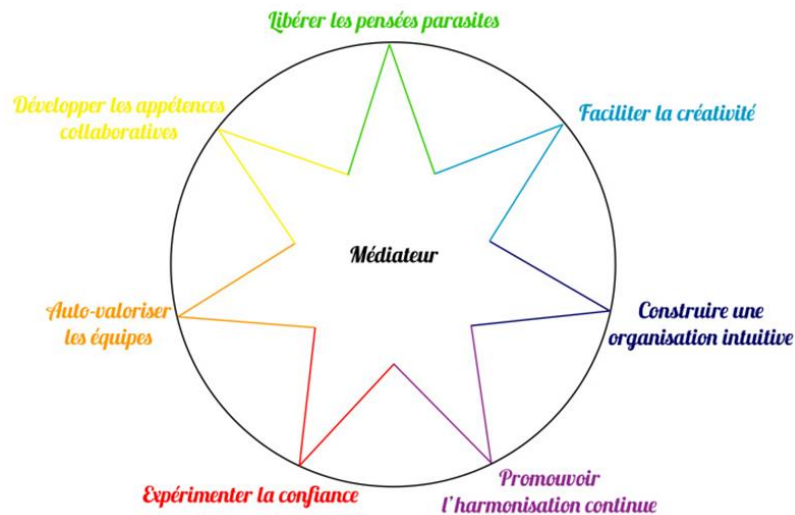 Libérer les pensées parasites
Développer les appétences
collaboratives
Faciliter la créativité
Médiateur
Auto-valoriser
les équipes
Construire une
organisation intuitive
Expérimenter la confiance
Promouvoir
l'harmonisation continue